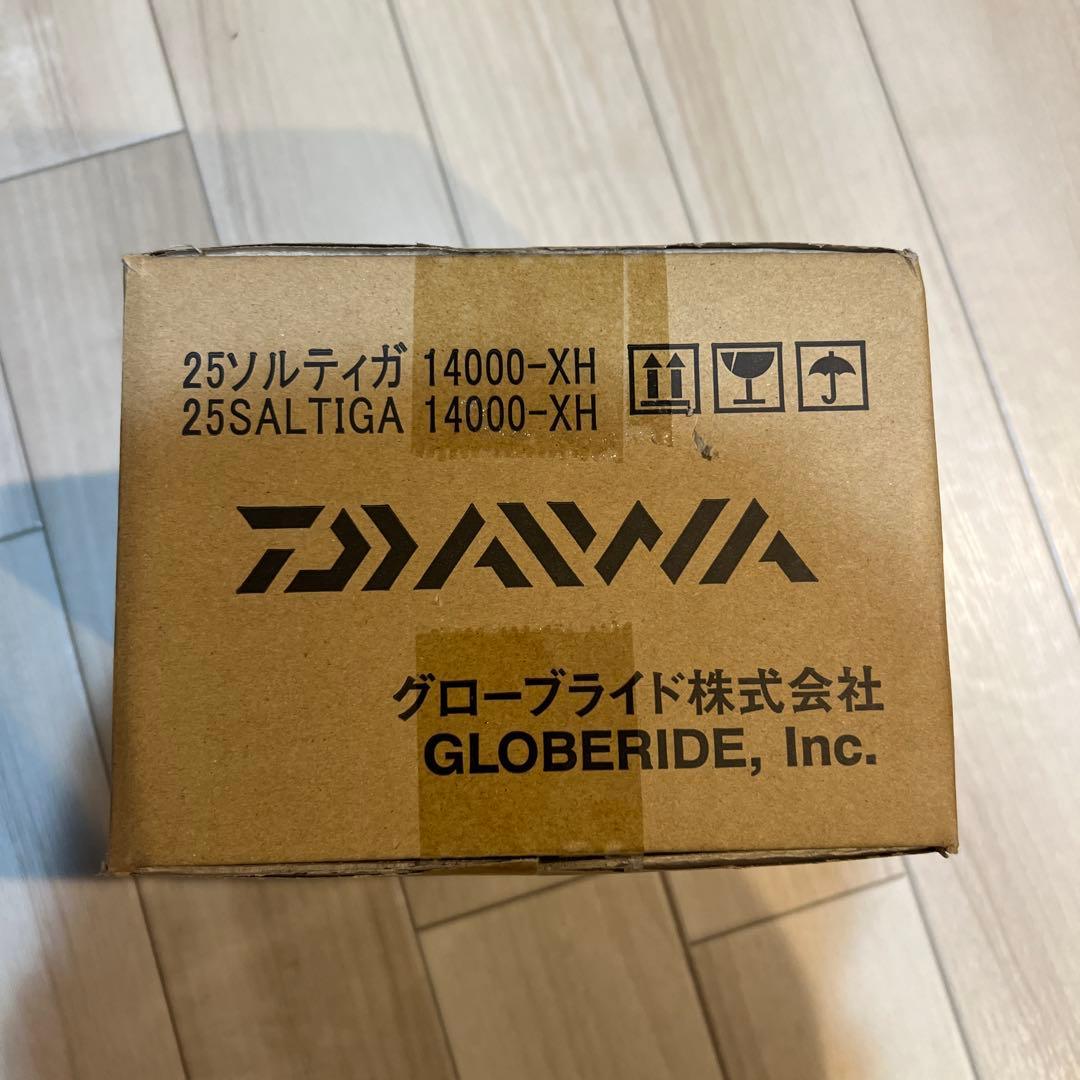 25ソルティガ 14000-XH
25SALTIGA 14000-XH
DAIWA
グローブライド株式会社
GLOBERIDE, Inc.